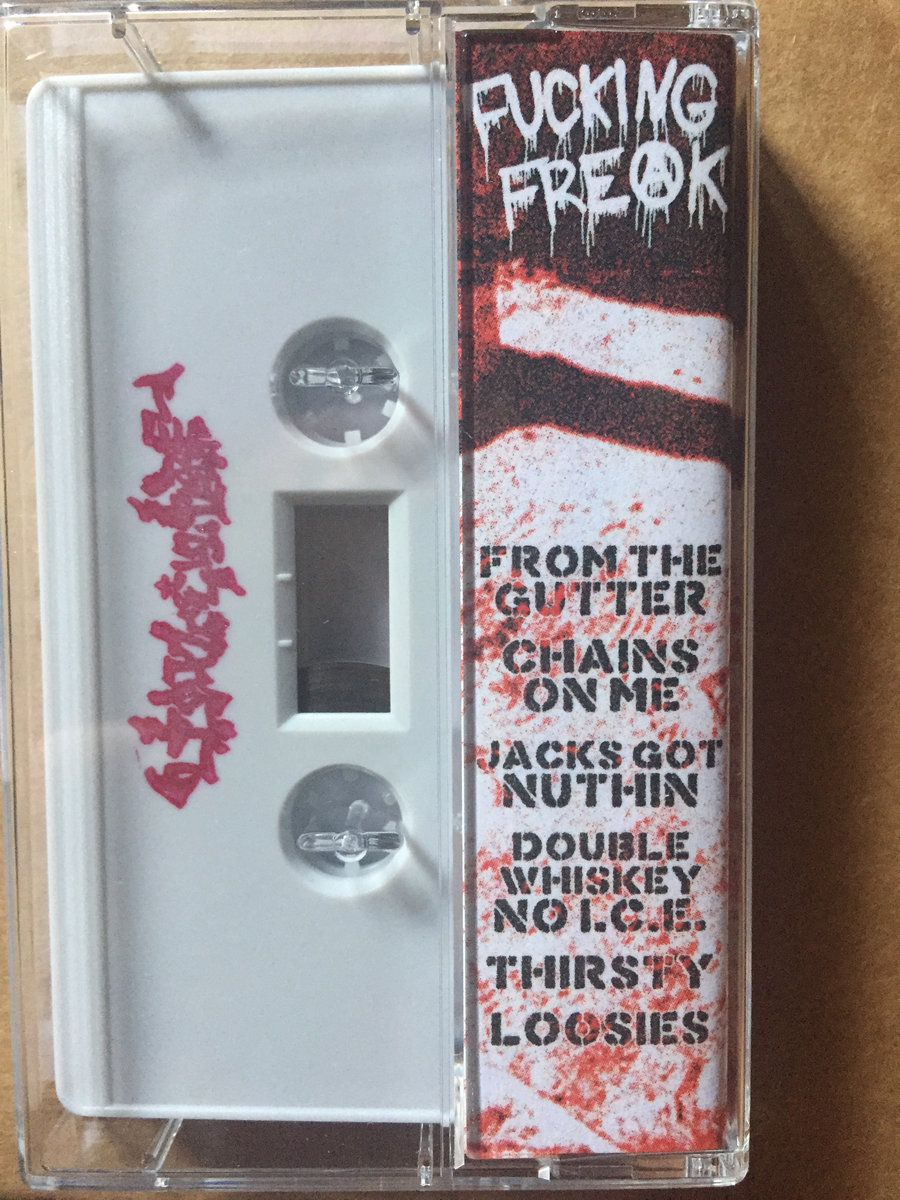 FUCKING
FREAK
FROM THE
GUTTER
CHAINS
ON ME
JACKS GOT
NUTHIN
DOUBLE
WHISKEY
NO I.C.E.
THIRSTY
LOOSIES